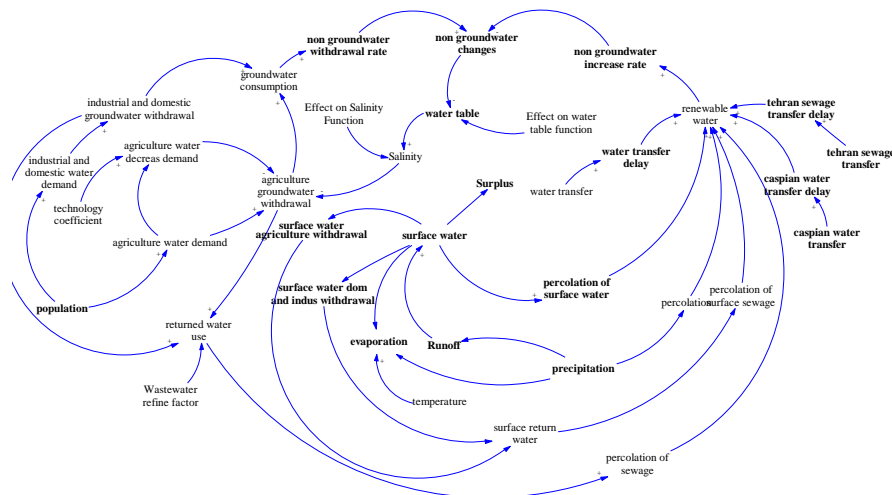 non groundwater
withdrawal rate
non groundwater
changes
non groundwater
increase rate
groundwater
consumption
industrial and domestic
groundwater withdrawal
Effect on Salinity
Function
water table
Effect on water
table function
renewable
water
tehran sewage
transfer delay
agriculture water
decreas demand
industrial and
domestic water
demand
Salinity
water transfer
delay
tehran sewage
transfer
agriculture
groundwater
withdrawal
Surplus
water transfer
caspian water
transfer delay
technology
coefficient
surface water
agriculture withdrawal
surface water
caspian water
transfer
agriculture water demand
surface water dom
and indus withdrawal
percolation of
surface water
percolation
percolation of
surface sewage
population
returned water
use
evaporation
Runoff
precipitation
Wastewater
refine factor
temperature
surface return
water
percolation of
sewage